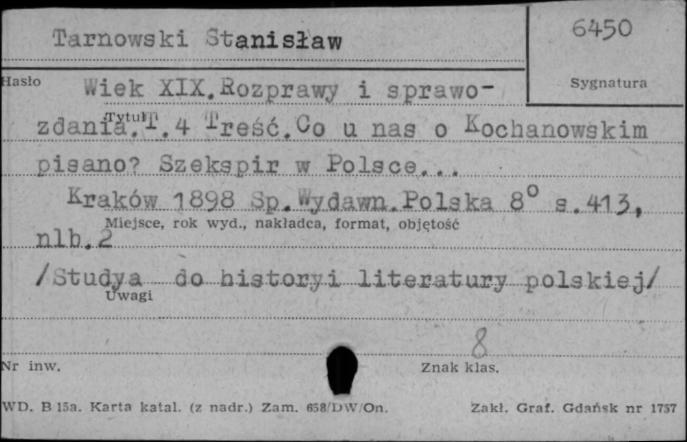 Tarnowski Stanisław
6450
Hasło
Sygnatura
Wiek XIX.Rozprawy i sprawo-
Tytuł
zdania.T.4 Treść.Co u nas o Kochanowskim
pisano? Szekspir w Polsce...
Kraków 1898 Sp.Wydawn.Polska 8° s.413,
Miejsce, rok wyd., nakładca, format, objętość
nlb.2
/Studya do historyi literatury polskiej/
Uwagi
8
Nr inw.
Znak klas.
WD. B 15a. Karta katal. (z nadr.) Zam. 658/DW/On.
Zakł. Graf. Gdańsk nr 1757